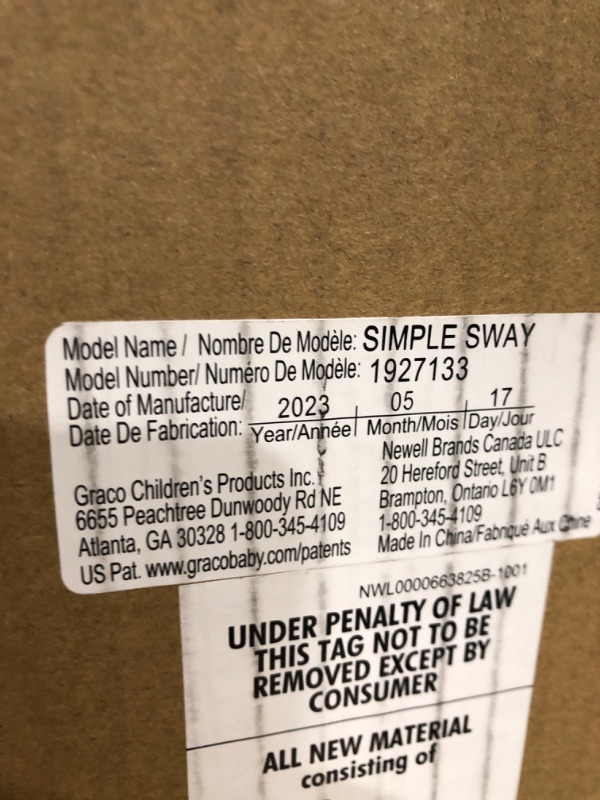 Model Name / Nombre De Modèle: SIMPLE SWAY
Model Number/ Numéro De Modèle: 1927133
Date of Manufacture/ 2023 05 17
Date De Fabrication: Year/Année Month/Mois Day/Jour
Graco Children's Products Inc.
6655 Peachtree Dunwoody Rd NE
Atlanta, GA 30328 1-800-345-4109
US Pat. www.gracobaby.com/patents
Newell Brands Canada ULC
20 Hereford Street, Unit B
Brampton, Ontario L6Y 0M1
1-800-345-4109
Made In China/Fabriqué Aux Chine
NWL0000663825B-1001
UNDER PENALTY OF LAW
THIS TAG NOT TO BE
REMOVED EXCEPT BY
CONSUMER
ALL NEW MATERIAL
consisting of